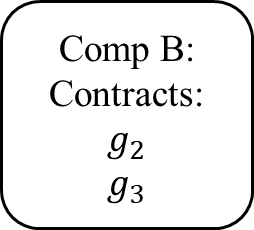 Comp B:
Contracts:
g₂
g₃